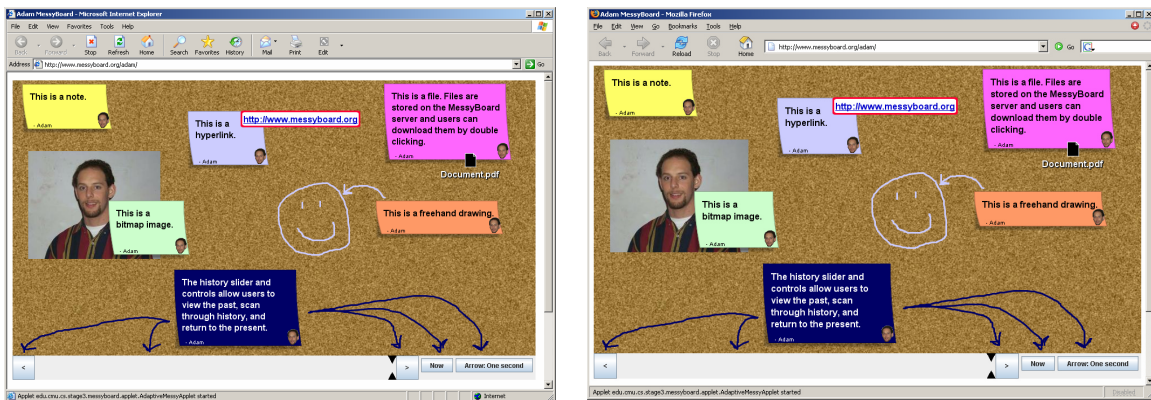 Adam MessyBoard - Microsoft Internet Explorer
File Edit View Favorites Tools Help
Back Forward Stop Refresh Home Search Favorites History Mail Print Edit
Address http://www.messyboard.org/adam/ Go
This is a note.
- Adam
This is a
hyperlink.
- Adam
http://www.messyboard.org
This is a file. Files are
stored on the MessyBoard
server and users can
download them by double
clicking.
- Adam
Document.pdf
This is a
bitmap image.
- Adam
This is a freehand drawing.
- Adam
The history slider and
controls allow users to
view the past, scan
through history, and
return to the present.
- Adam
< > Now Arrow: One second
Applet edu.cmu.cs.stage3.messyboard.applet.AdaptiveMessyApplet started Internet
Adam MessyBoard - Mozilla Firefox
File Edit View Go Bookmarks Tools Help
Back Forward Reload Stop Home http://www.messyboard.org/adam/ Go G
This is a note.
- Adam
This is a
hyperlink.
- Adam
http://www.messyboard.org
This is a file. Files are
stored on the MessyBoard
server and users can
download them by double
clicking.
- Adam
Document.pdf
This is a
bitmap image.
- Adam
This is a freehand drawing.
- Adam
The history slider and
controls allow users to
view the past, scan
through history, and
return to the present.
- Adam
< > Now Arrow: One second
Applet edu.cmu.cs.stage3.messyboard.applet.AdaptiveMessyApplet started Disabled